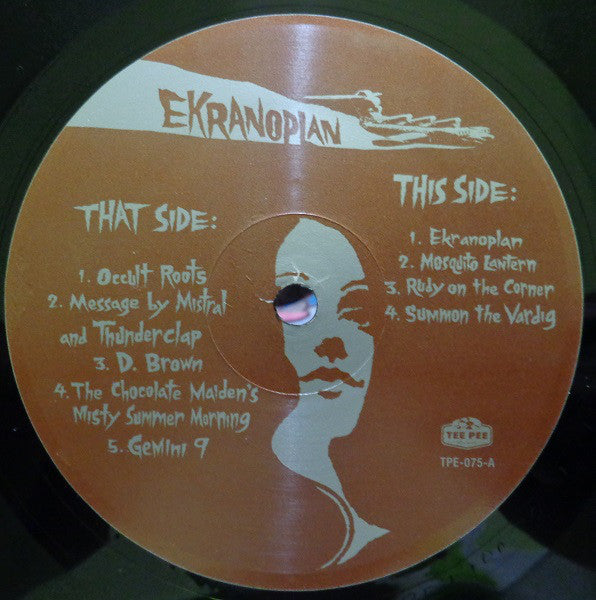 EKRANOPLAN
THAT SIDE:
1. Occult Roots
2. Message by Mistral
and Thunderclap
3. D. Brown
4. The Chocolate Maiden's
Misty Summer Morning
5. Gemini 9
THIS SIDE:
1. Ekranoplan
2. Mosquito Lantern
3. Rudy on the Corner
4. Summon the Vardig
TEE PEE
TPE-075-A